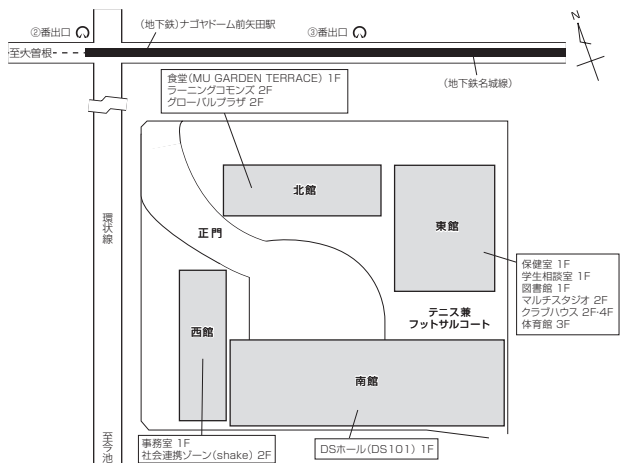 ②番出口
(地下鉄)ナゴヤドーム前矢田駅
③番出口
N
至大曽根
(地下鉄名城線)
食堂(MU GARDEN TERRACE) 1F
ラーニングコモンズ 2F
グローバルプラザ 2F
北館
東館
環状線
正門
保健室 1F
学生相談室 1F
図書館 1F
マルチスタジオ 2F
クラブハウス 2F・4F
体育館 3F
テニス兼
フットサルコート
西館
南館
至今池
事務室 1F
社会連携ゾーン(shake) 2F
DSホール(DS101) 1F